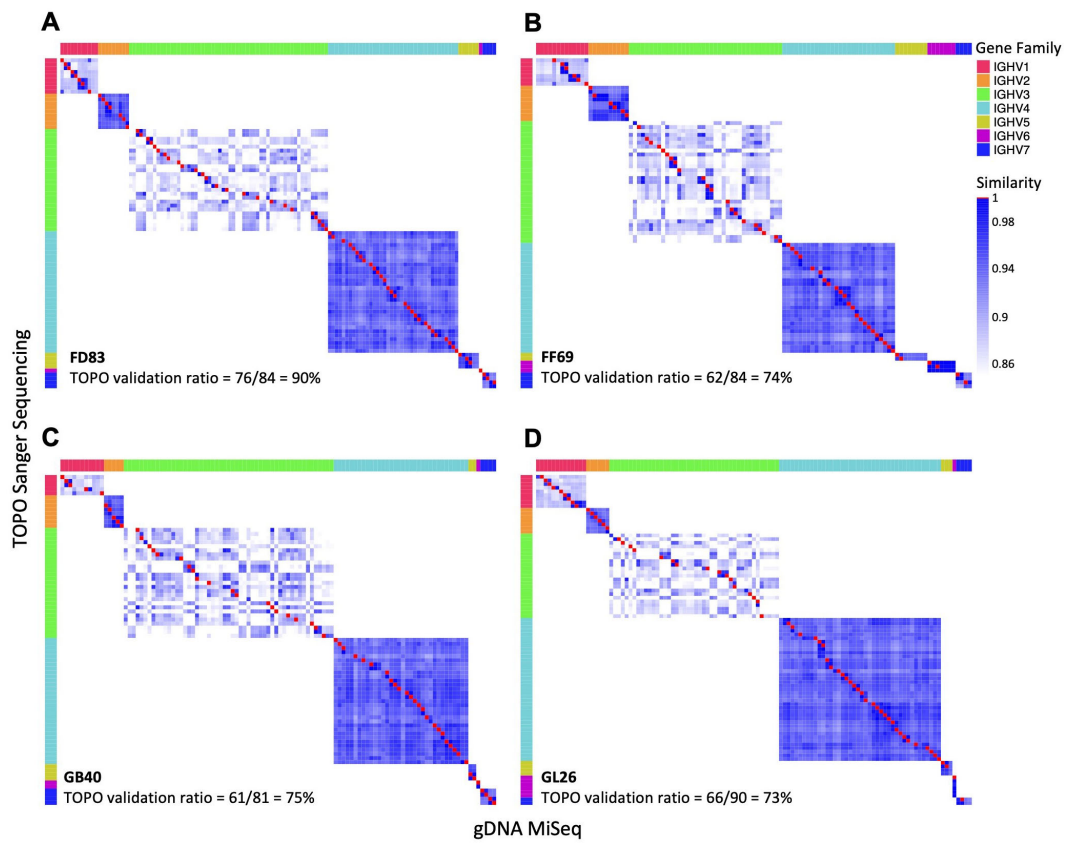 A
B
Gene Family
IGHV1
IGHV2
IGHV3
IGHV4
IGHV5
IGHV6
IGHV7
Similarity
1
0.98
0.94
0.9
0.86
FD83
TOPO validation ratio = 76/84 = 90%
FF69
TOPO validation ratio = 62/84 = 74%
TOPO Sanger Sequencing
C
D
GB40
TOPO validation ratio = 61/81 = 75%
GL26
TOPO validation ratio = 66/90 = 73%
gDNA MiSeq